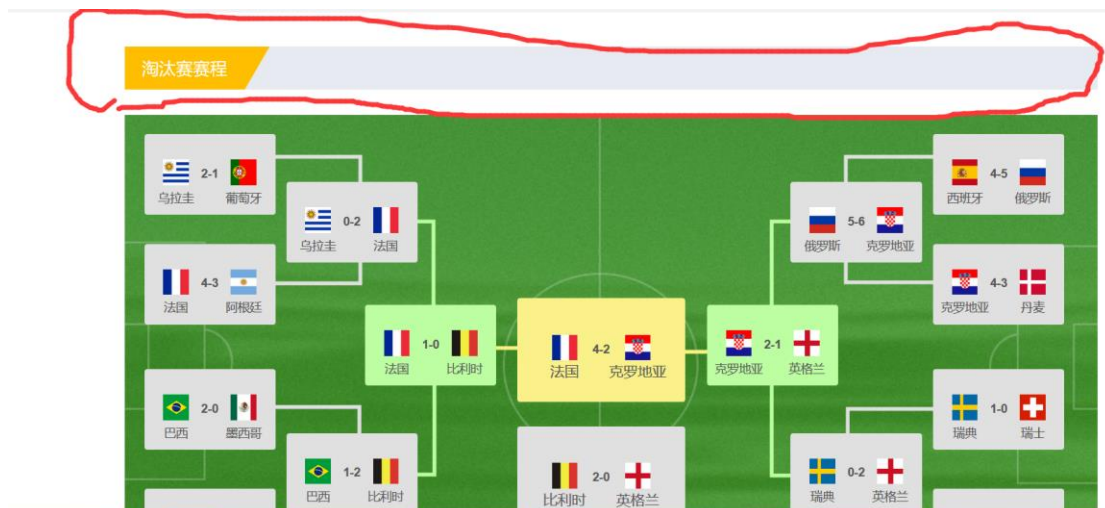 淘汰赛赛程
2-1
乌拉圭 葡萄牙
4-5
西班牙 俄罗斯
0-2
乌拉圭 法国
5-6
俄罗斯 克罗地亚
4-3
法国 阿根廷
4-3
克罗地亚 丹麦
1-0
法国 比利时
4-2
法国 克罗地亚
2-1
克罗地亚 英格兰
2-0
巴西 墨西哥
1-0
瑞典 瑞士
1-2
巴西 比利时
2-0
比利时 英格兰
0-2
瑞典 英格兰